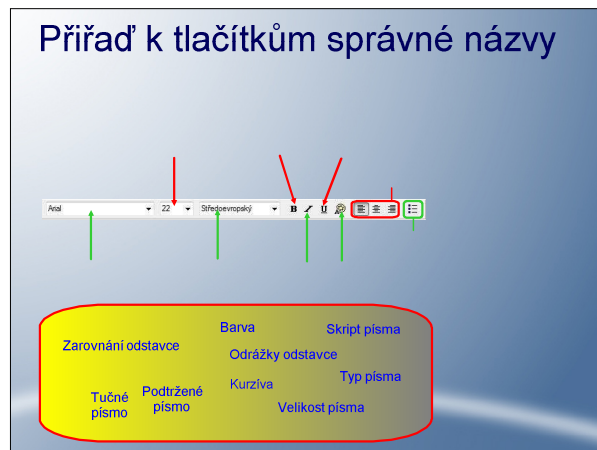 Přiřaď k tlačítkům správné názvy
Arial 22 Středoevropský B I U
Barva Skript písma
Zarovnání odstavce
Odrážky odstavce
Typ písma
Kurzíva
Tučné písmo
Podtržené písmo
Velikost písma